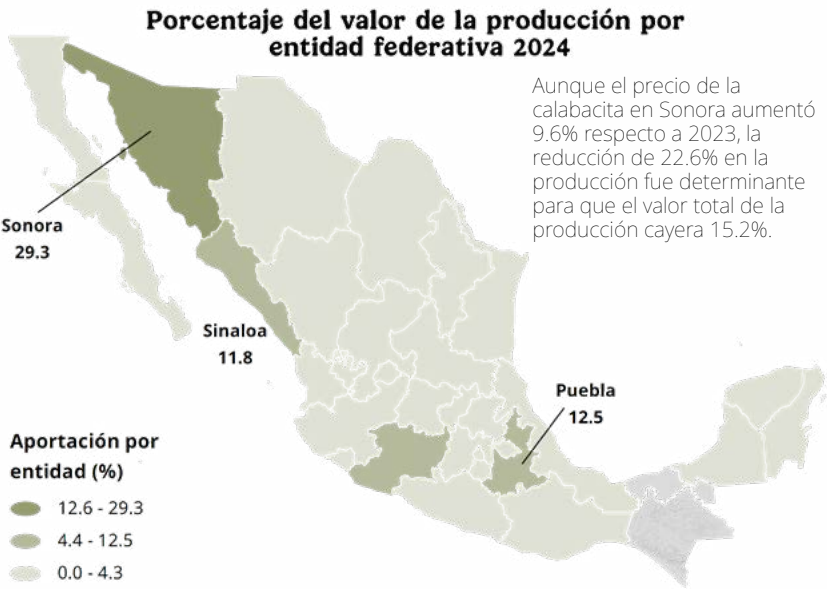 Porcentaje del valor de la producción por
entidad federativa 2024
Aunque el precio de la
calabacita en Sonora aumentó
9.6% respecto a 2023, la
reducción de 22.6% en la
producción fue determinante
para que el valor total de la
producción cayera 15.2%.
Sonora
29.3
Sinaloa
11.8
Puebla
12.5
Aportación por
entidad (%)
12.6 - 29.3
4.4 - 12.5
0.0 - 4.3